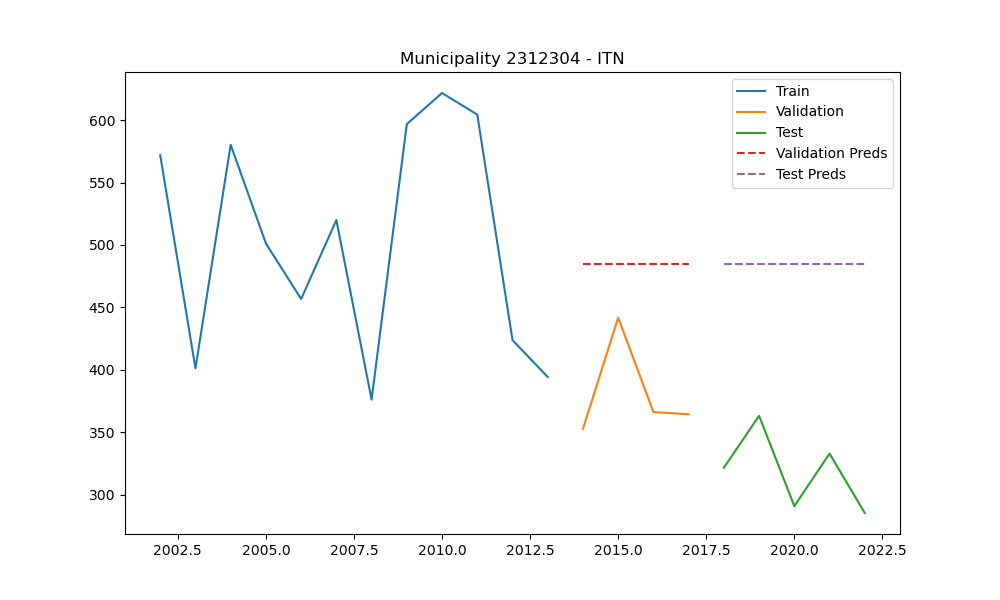 Municipality 2312304 - ITN
Train
Validation
Test
Validation Preds
Test Preds
600
550
500
450
400
350
300
2002.5 2005.0 2007.5 2010.0 2012.5 2015.0 2017.5 2020.0 2022.5